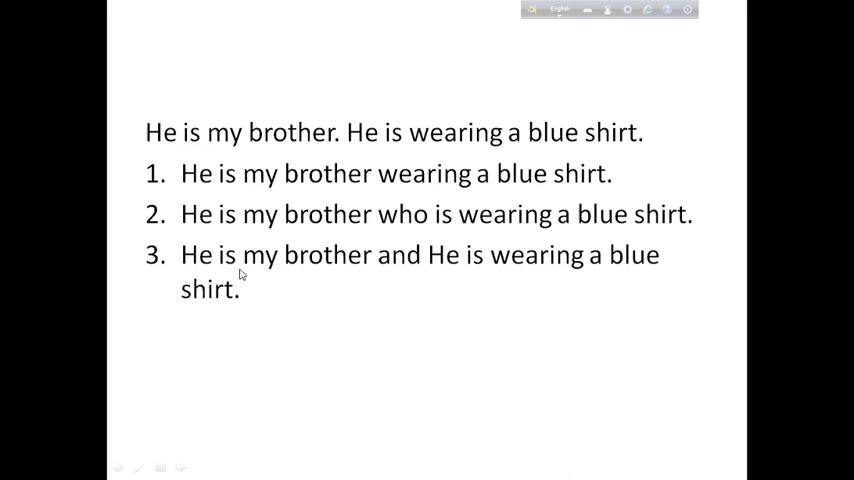 English
He is my brother. He is wearing a blue shirt.
1. He is my brother wearing a blue shirt.
2. He is my brother who is wearing a blue shirt.
3. He is my brother and He is wearing a blue
shirt.